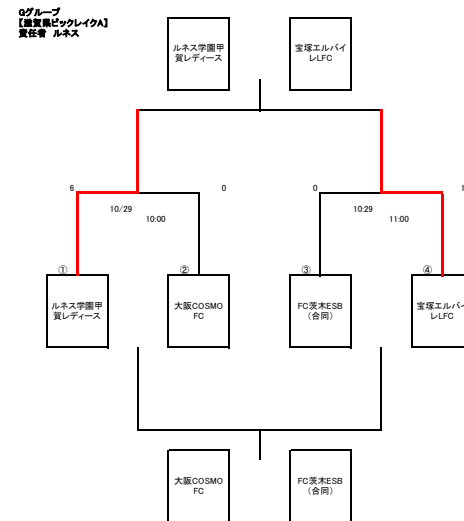 Gグループ
【滋賀県ビックレイクA】
責任者 ルネス
ルネス学園甲
賀レディース
宝塚エルバイ
レLFC
6
0
0
1
10/29
10:00
10:29
11:00
①
②
③
④
ルネス学園甲
賀レディース
大阪COSMO
FC
FC茨木ESB
(合同)
宝塚エルバイ
レLFC
大阪COSMO
FC
FC茨木ESB
(合同)